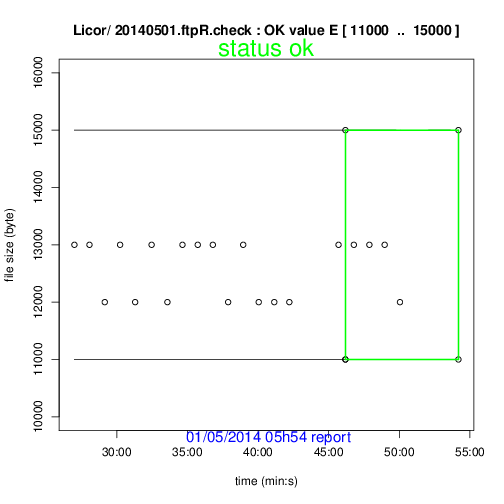 Licor/ 20140501.ftpR.check : OK value E [ 11000 .. 15000 ]
status ok
16000
15000
14000
13000
12000
11000
10000
file size (byte)
01/05/2014 05h54 report
30:00 35:00 40:00 45:00 50:00 55:00
time (min:s)